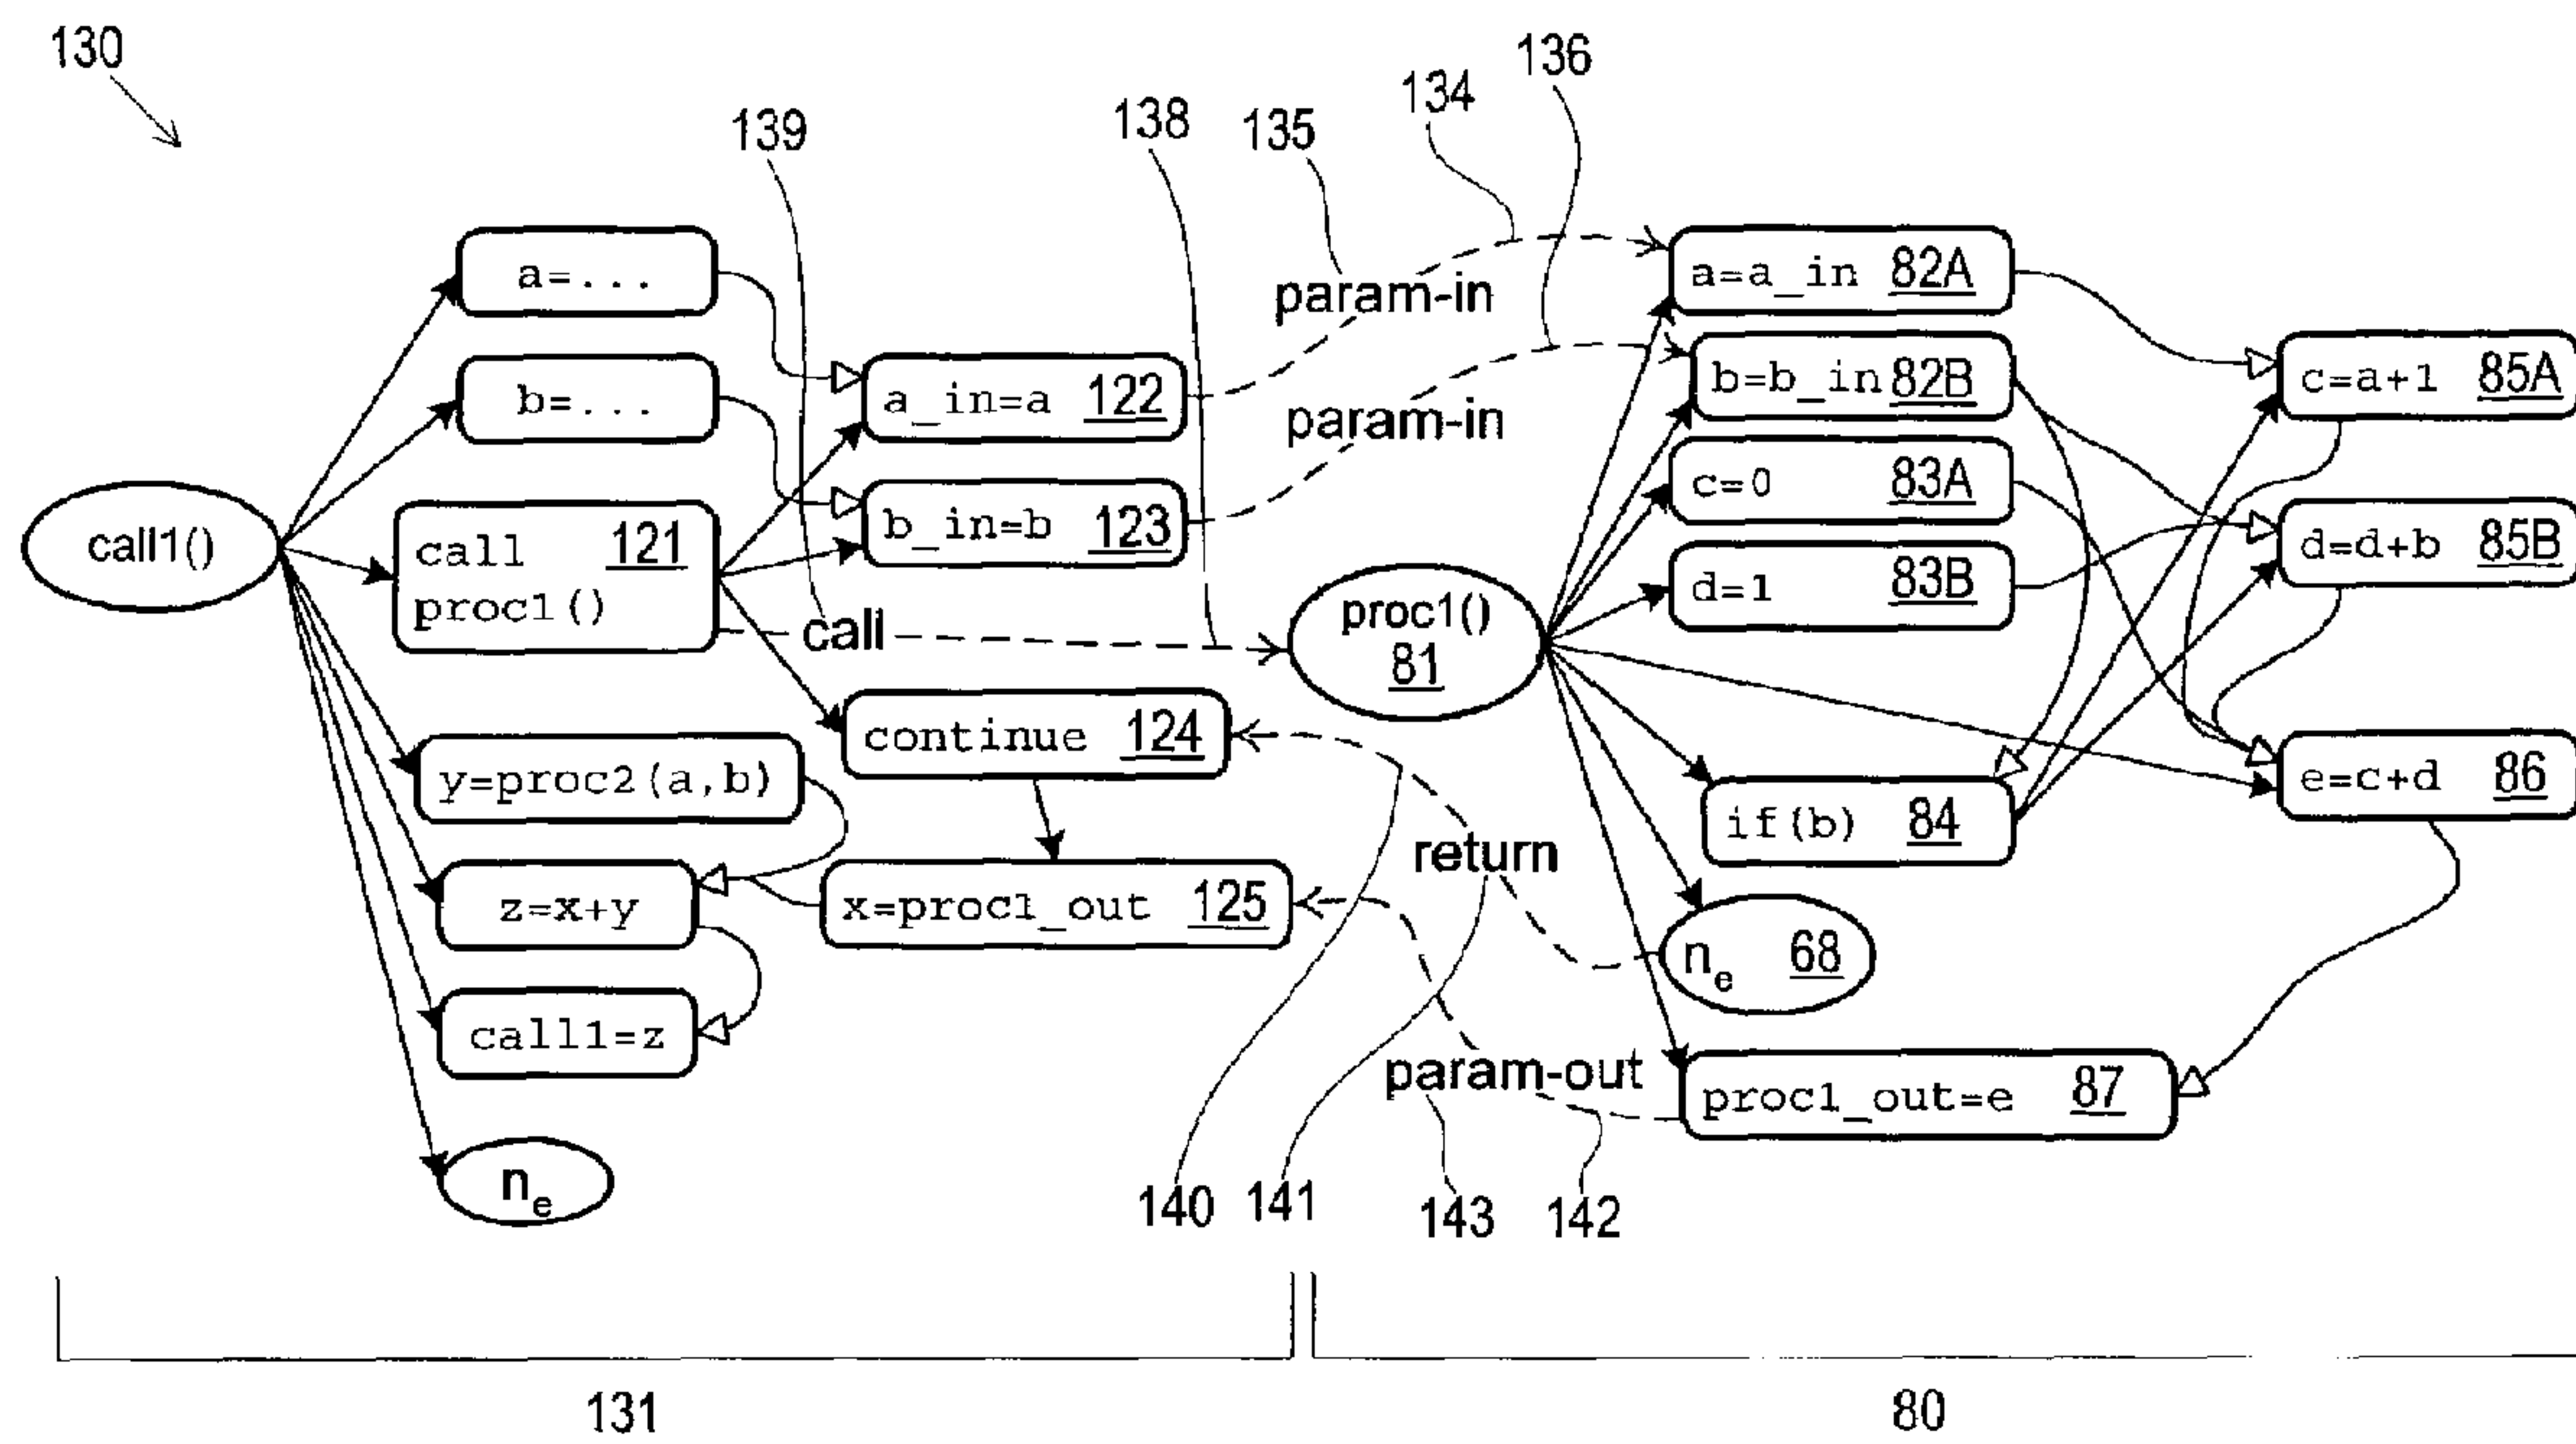 130
139
138
135
134
136
a=...
b=...
call1()
call 121
proc1()
a_in=a 122
b_in=b 123
param-in
param-in
call
continue 124
y=proc2(a,b)
z=x+y
x=proc1_out 125
call1=z
ne
proc1()
81
a=a_in 82A
b=b_in 82B
c=0 83A
d=1 83B
if(b) 84
ne 68
proc1_out=e 87
c=a+1 85A
d=d+b 85B
e=c+d 86
return
param-out
140
141
143
142
131
80